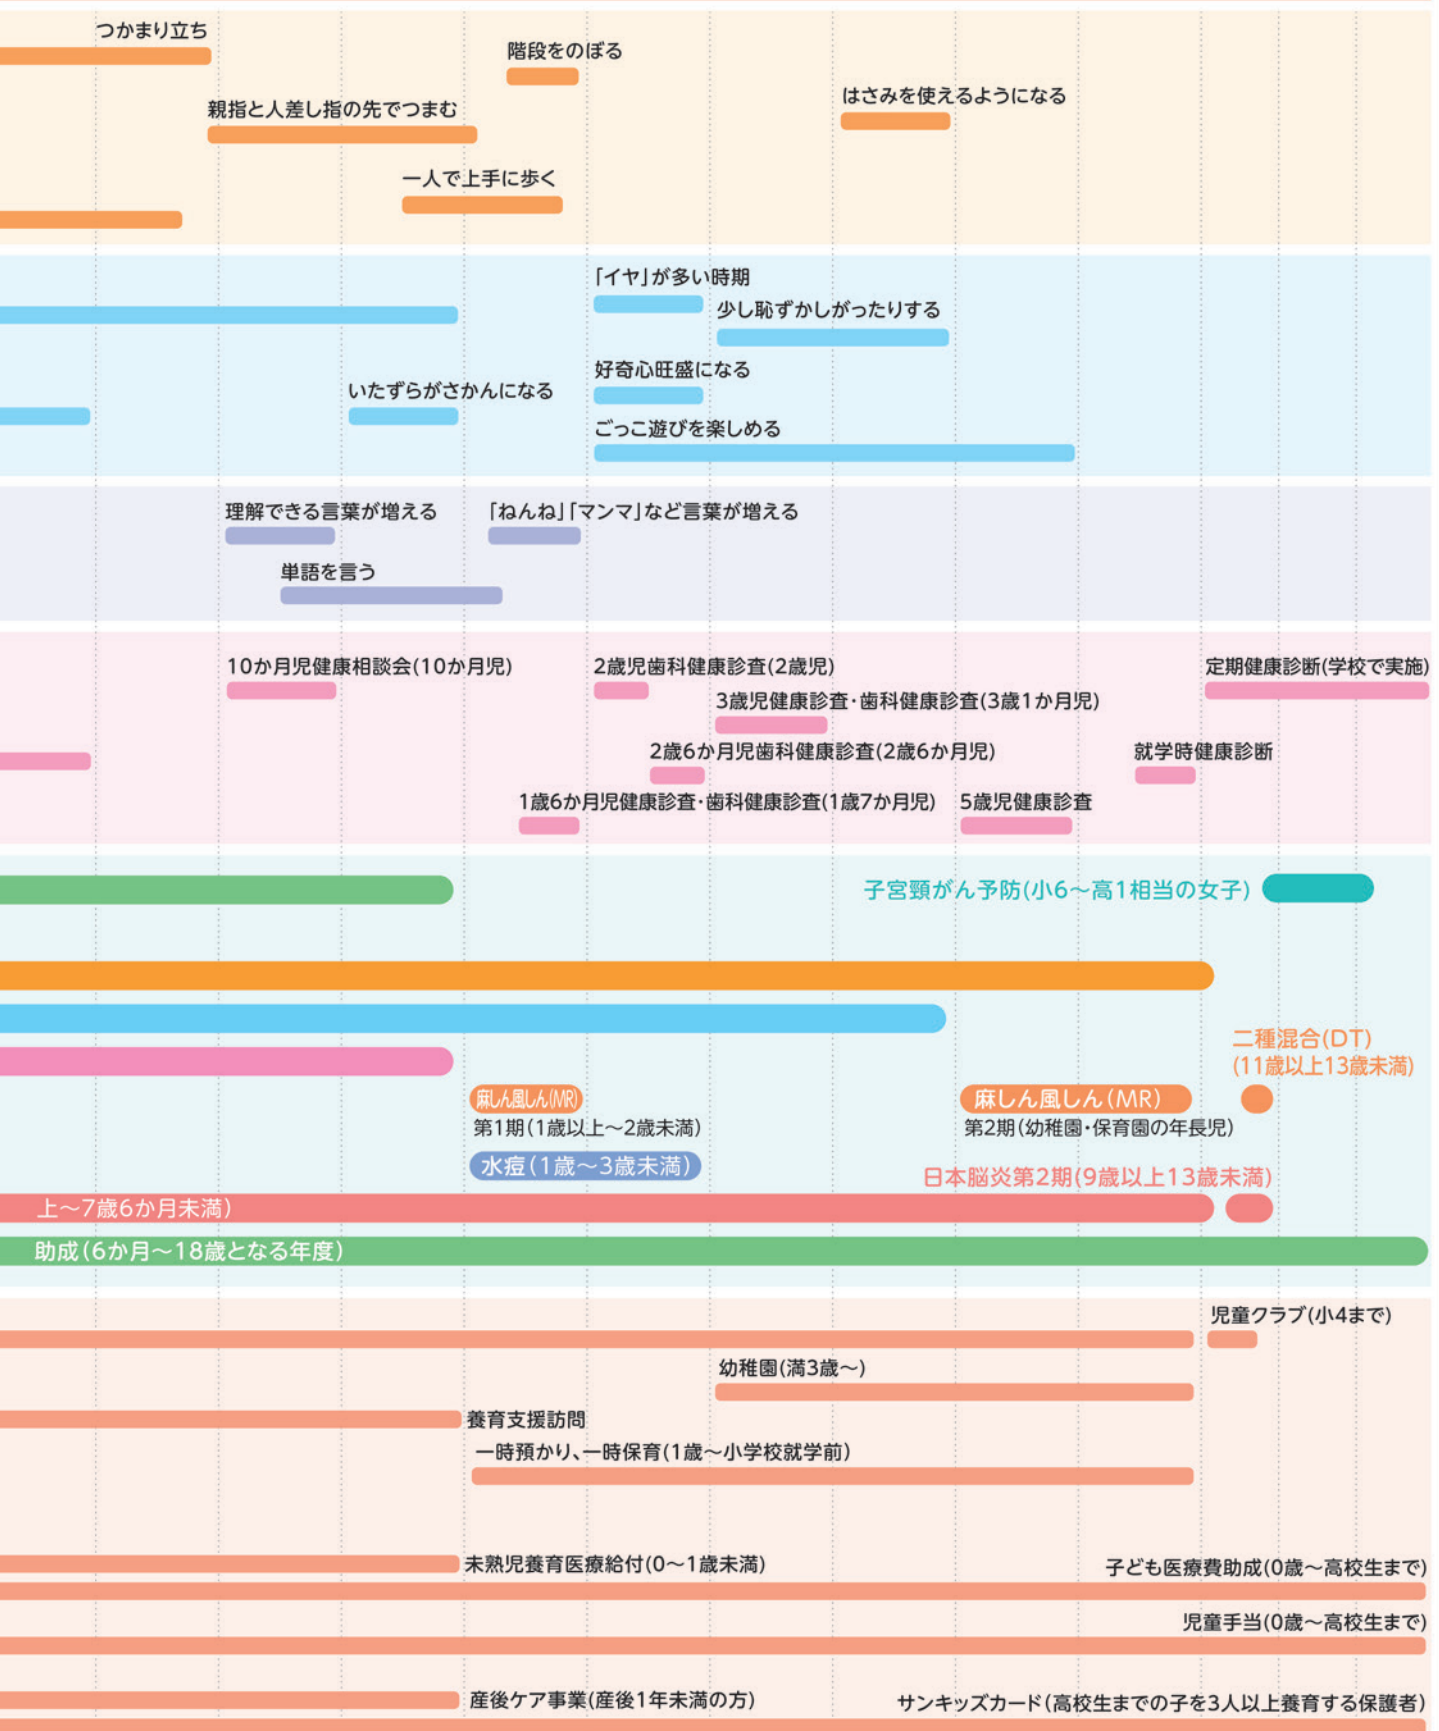 つかまり立ち
階段をのぼる
はさみを使えるようになる
親指と人差し指の先でつまむ
一人で上手に歩く
「イヤ」が多い時期
少し恥ずかしがったりする
好奇心旺盛になる
いたずらがさかんになる
ごっこ遊びを楽しめる
理解できる言葉が増える
「ねんね」「マンマ」など言葉が増える
単語を言う
10か月児健康相談会(10か月児)
2歳児歯科健康診査(2歳児)
定期健康診断(学校で実施)
3歳児健康診査・歯科健康診査(3歳1か月児)
2歳6か月児歯科健康診査(2歳6か月児)
就学時健康診断
1歳6か月児健康診査・歯科健康診査(1歳7か月児)
5歳児健康診査
子宮頸がん予防(小6〜高1相当の女子)
二種混合(DT)
(11歳以上13歳未満)
麻しん風しん(MR)
第1期(1歳以上〜2歳未満)
麻しん風しん(MR)
第2期(幼稚園・保育園の年長児)
水痘(1歳〜3歳未満)
日本脳炎第2期(9歳以上13歳未満)
上〜7歳6か月未満)
助成(6か月〜18歳となる年度)
児童クラブ(小4まで)
幼稚園(満3歳〜)
養育支援訪問
一時預かり、一時保育(1歳〜小学校就学前)
未熟児養育医療給付(0〜1歳未満)
子ども医療費助成(0歳〜高校生まで)
児童手当(0歳〜高校生まで)
産後ケア事業(産後1年未満の方)
サンキッズカード(高校生までの子を3人以上養育する保護者)